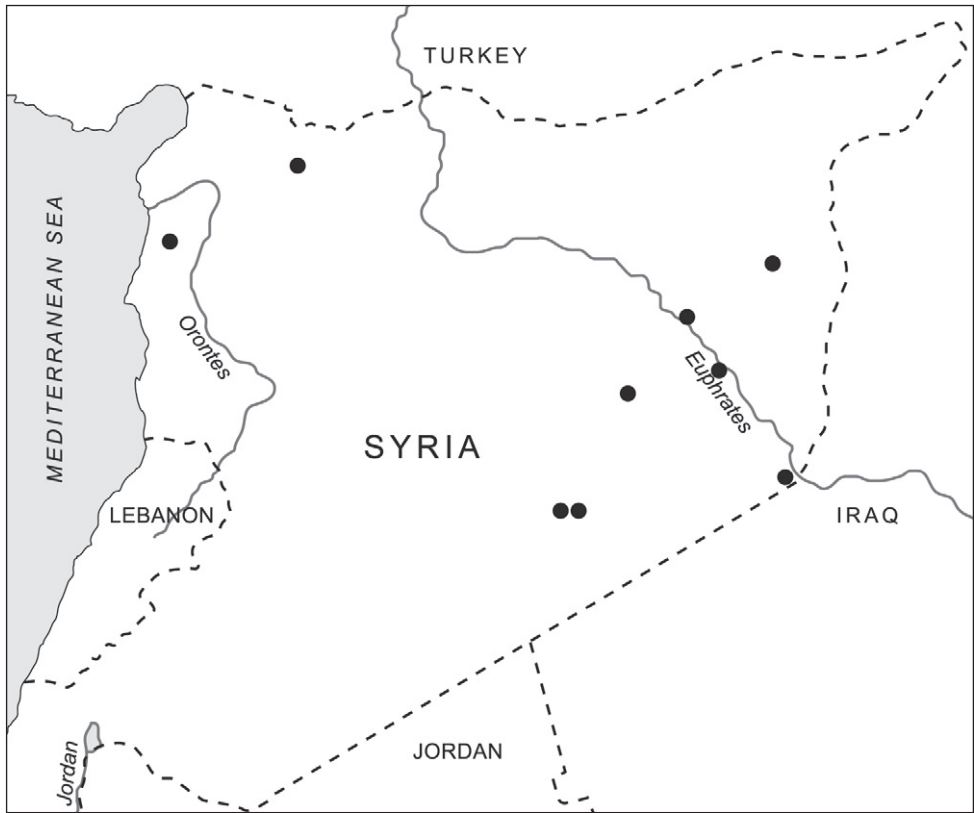 TURKEY
MEDITERRANEAN SEA
Orontes
Euphrates
SYRIA
LEBANON
IRAQ
JORDAN
Jordan